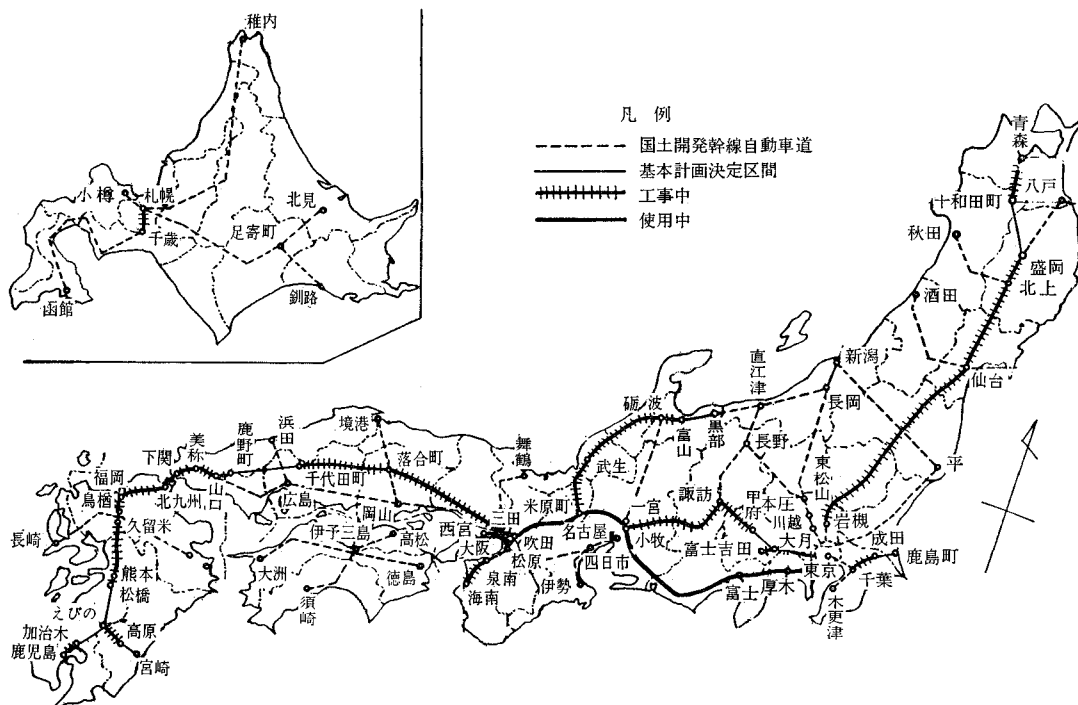 稚内
小樽
札幌
千歳
北見
足寄町
釧路
函館
凡例
国土開発幹線自動車道
基本計画決定区間
工事中
使用中
青森
八戸
十和田町
秋田
盛岡
北上
酒田
仙台
新潟
直江津
長岡
平
砺波
富山
黒部
長野
東松山
武生
諏訪
甲府
本庄
川越
岩槻
大月
成田
鹿島町
千葉
東京
木更津
厚木
富士
富士吉田
小牧
一宮
名古屋
四日市
伊勢
米原町
舞鶴
三田
西宮
吹田
大阪
松原
泉南
海南
境港
落合町
岡山
浜田
千代田町
広島
鹿野町
美祢
山口
下関
北九州
福岡
鳥栖
久留米
長崎
熊本
松橋
えびの
加治木
鹿児島
高原
宮崎
伊予三島
高松
大洲
徳島
須崎